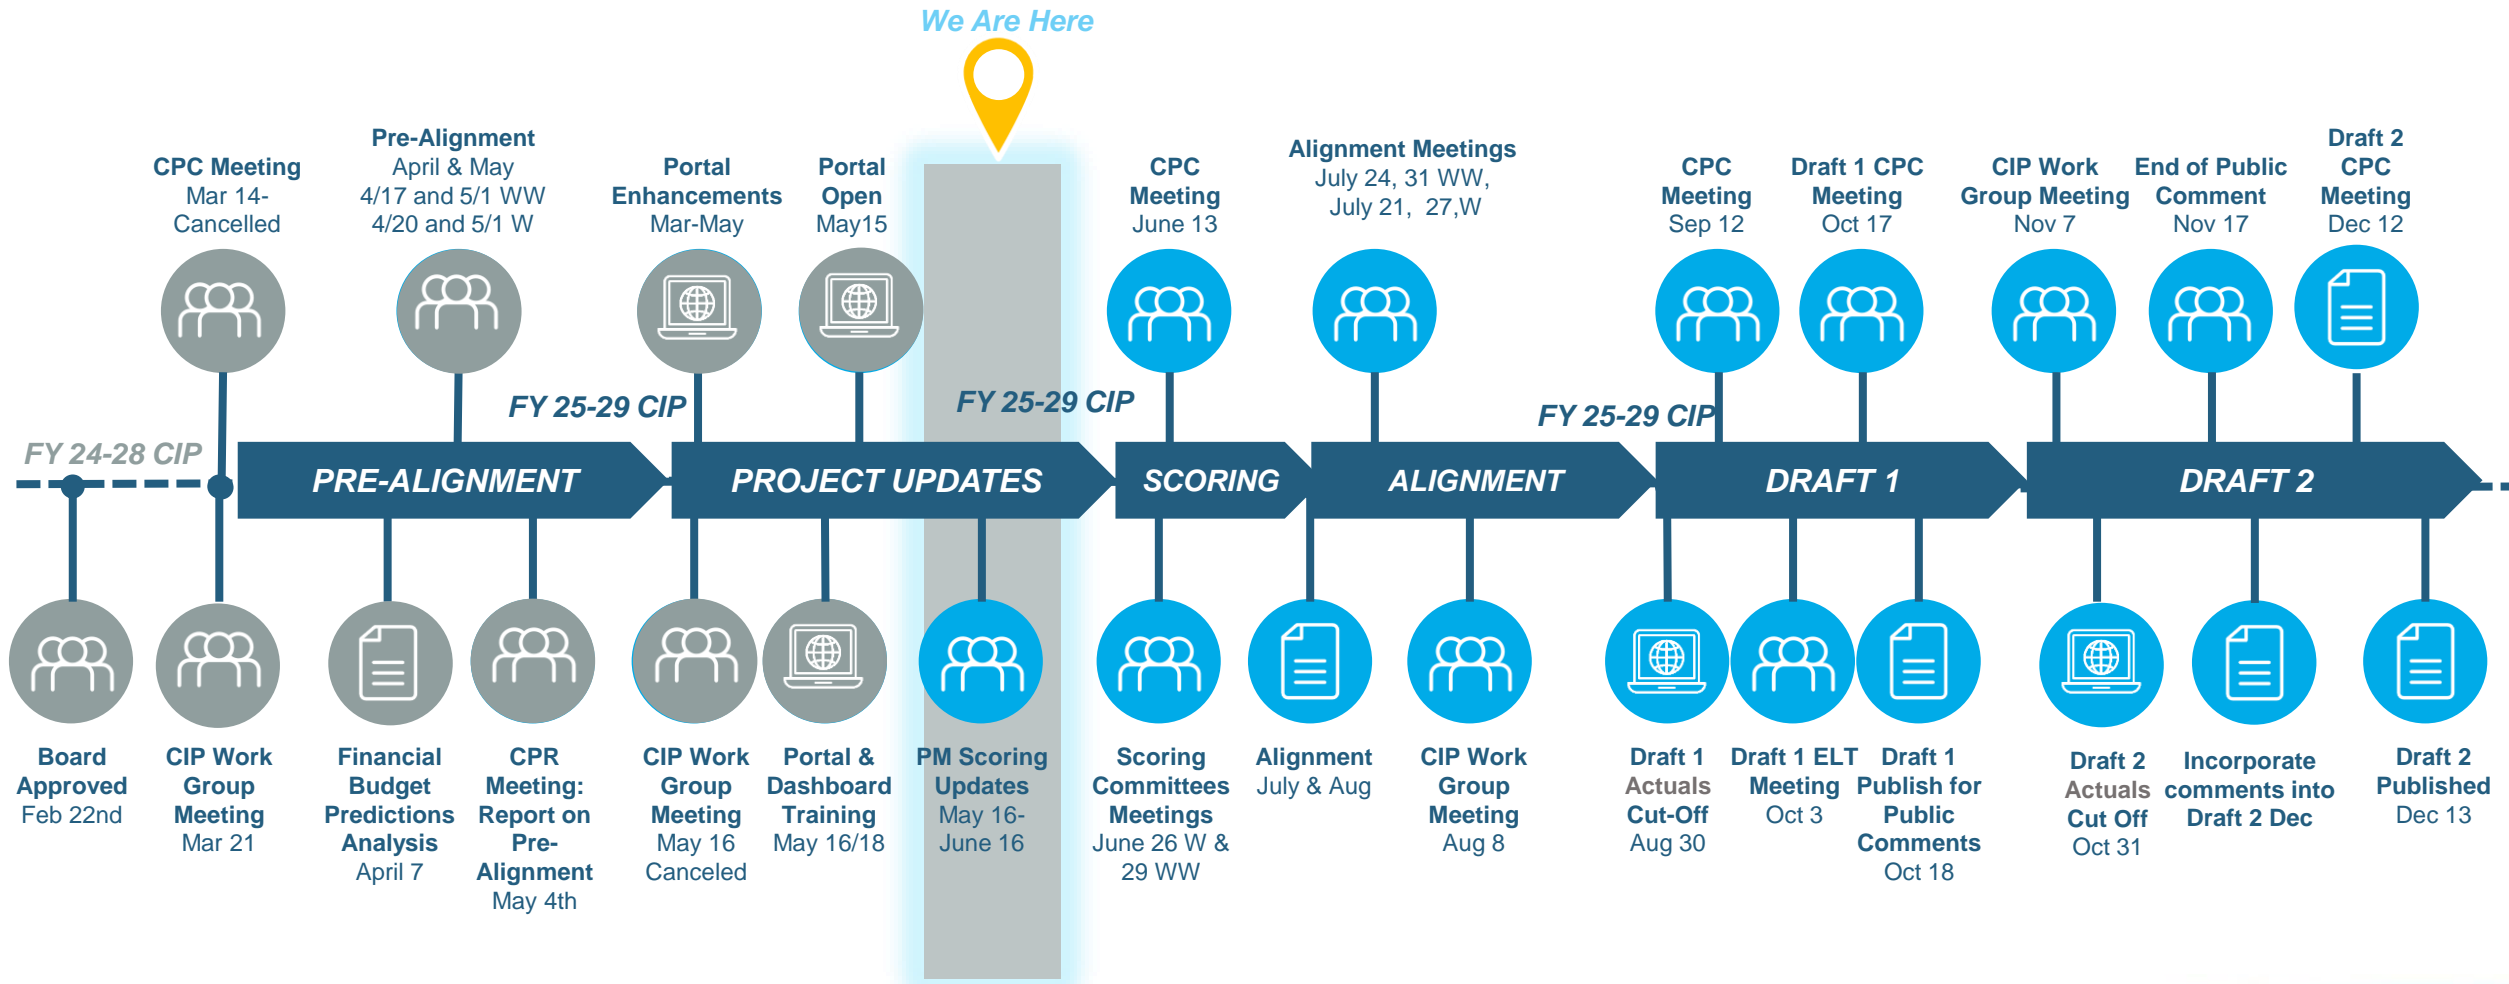 We Are Here
CPC Meeting
Mar 14-
Cancelled
Pre-Alignment
April & May
4/17 and 5/1 WW
4/20 and 5/1 W
Portal
Enhancements
Mar-May
Portal
Open
May15
CPC
Meeting
June 13
Alignment Meetings
July 24, 31 WW,
July 21, 27,W
CPC
Meeting
Sep 12
Draft 1 CPC
Meeting
Oct 17
CIP Work
Group Meeting
Nov 7
End of Public
Comment
Nov 17
Draft 2
CPC
Meeting
Dec 12
FY 24-28 CIP
FY 25-29 CIP
FY 25-29 CIP
FY 25-29 CIP
PRE-ALIGNMENT
PROJECT UPDATES
SCORING
ALIGNMENT
DRAFT 1
DRAFT 2
Board
Approved
Feb 22nd
CIP Work
Group
Meeting
Mar 21
Financial
Budget
Predictions
Analysis
April 7
CPR
Meeting:
Report on
Pre-
Alignment
May 4th
CIP Work
Group
Meeting
May 16
Canceled
Portal &
Dashboard
Training
May 16/18
PM Scoring
Updates
May 16-
June 16
Scoring
Committees
Meetings
June 26 W &
29 WW
Alignment
July & Aug
CIP Work
Group
Meeting
Aug 8
Draft 1
Actuals
Cut-Off
Aug 30
Draft 1 ELT
Meeting
Oct 3
Draft 1
Publish for
Public
Comments
Oct 18
Draft 2
Actuals
Cut Off
Oct 31
Incorporate
comments into
Draft 2 Dec
Draft 2
Published
Dec 13